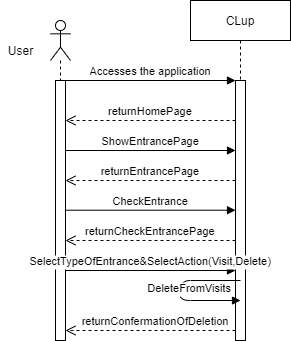 CLup
User
Accesses the application
returnHomePage
ShowEntrancePage
returnEntrancePage
CheckEntrance
returnCheckEntrancePage
SelectTypeOfEntrance&SelectAction(Visit,Delete)
DeleteFromVisits
returnConfermationOfDeletion